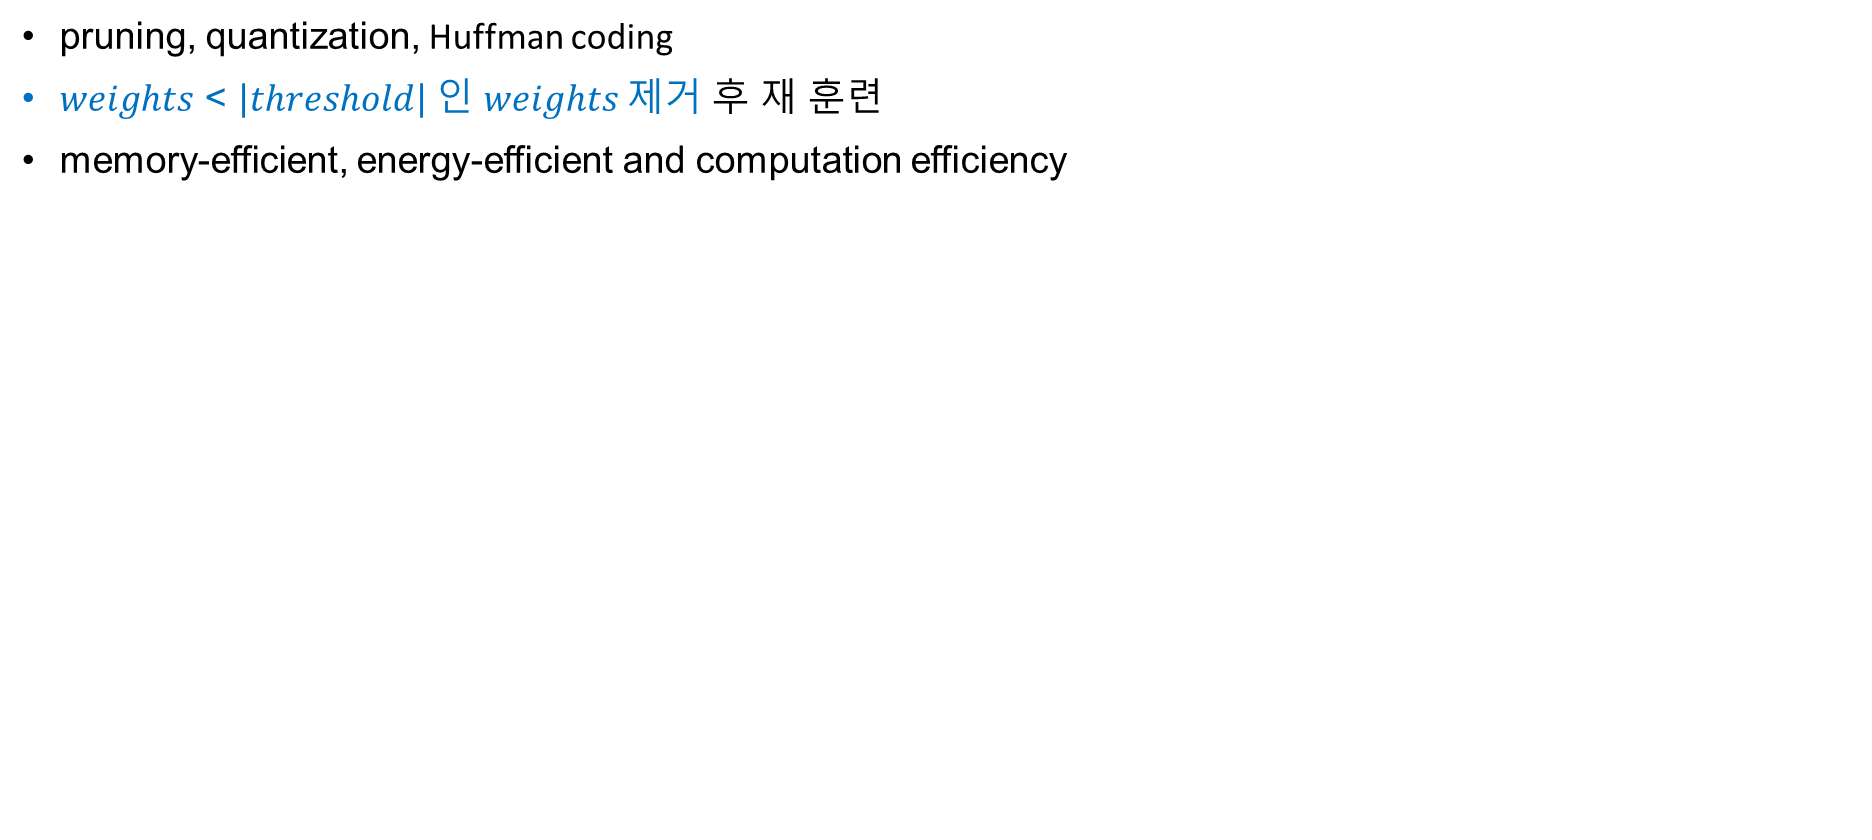 • pruning, quantization, Huffman coding
• weights < |threshold| 인 weights 제거 후 재 훈련
• memory-efficient, energy-efficient and computation efficiency